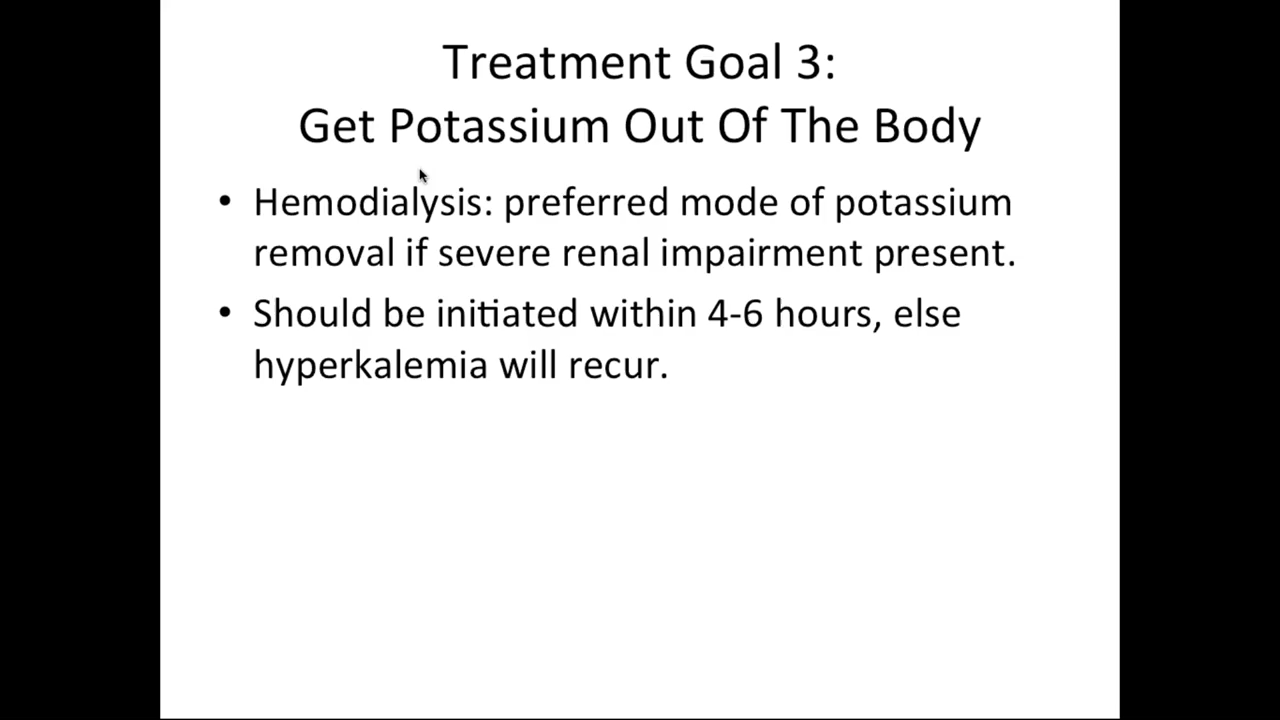 Treatment Goal 3:
Get Potassium Out Of The Body
• Hemodialysis: preferred mode of potassium
removal if severe renal impairment present.
• Should be initiated within 4-6 hours, else
hyperkalemia will recur.